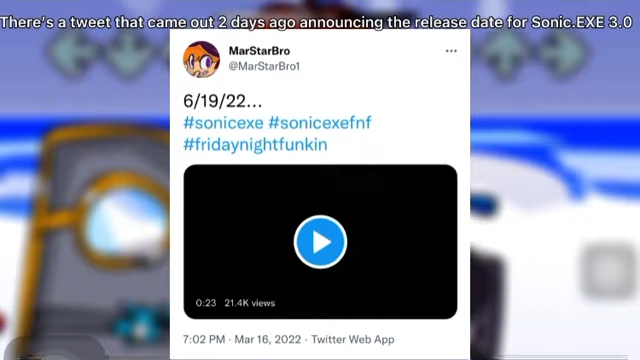 There's a tweet that came out 2 days ago announcing the release date for Sonic.EXE 3.0
MarStarBro
@MarStarBro1
6/19/22...
#sonicexe #sonicexefnf
#fridaynightfunkin
0:23 21.4K views
7:02 PM · Mar 16, 2022 · Twitter Web App